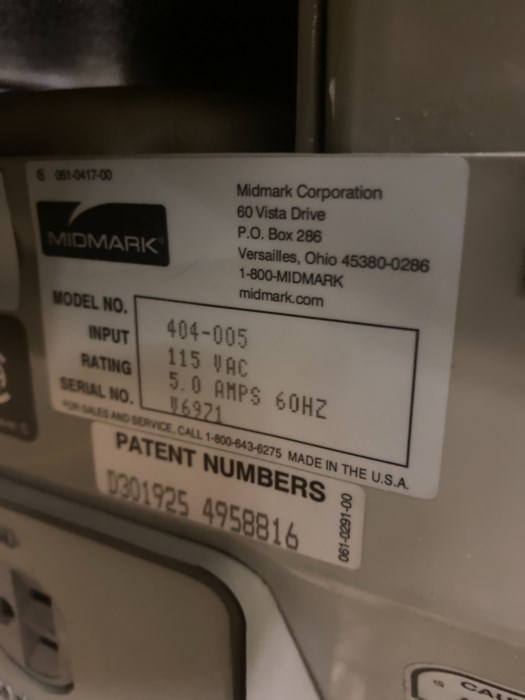 061-0417-00
MIDMARK®
Midmark Corporation
60 Vista Drive
P.O. Box 286
Versailles, Ohio 45380-0286
1-800-MIDMARK
midmark.com
MODEL NO. 404-005
INPUT 115 VAC
RATING 5.0 AMPS 60HZ
SERIAL NO. V6921
FOR SALES AND SERVICE, CALL 1-800-643-6275 MADE IN THE U.S.A.
PATENT NUMBERS
D301925 4958816
061-0291-00